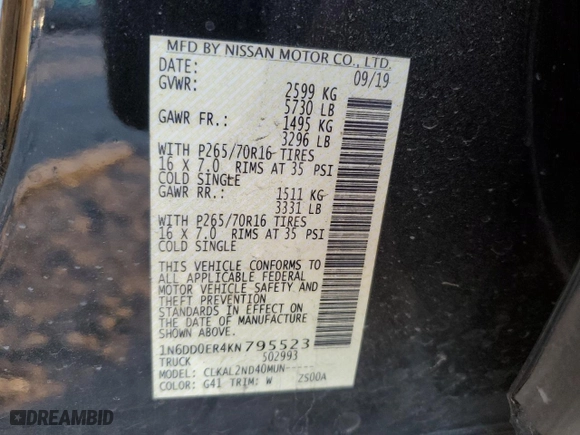 MFD BY NISSAN MOTOR CO., LTD.
DATE: 09/19
GVWR: 2599 KG
5730 LB
GAWR FR.: 1495 KG
3296 LB
WITH P265/70R16 TIRES
16 X 7.0 RIMS AT 35 PSI
COLD SINGLE
GAWR RR.: 1511 KG
3331 LB
WITH P265/70R16 TIRES
16 X 7.0 RIMS AT 35 PSI
COLD SINGLE
THIS VEHICLE CONFORMS TO
ALL APPLICABLE FEDERAL
MOTOR VEHICLE SAFETY AND
THEFT PREVENTION
STANDARDS IN EFFECT ON
THE DATE OF MANUFACTURE
SHOWN ABOVE.
1N6DD0ER4KN795523
TRUCK S02993
MODEL: CLKAL2ND40MUN-----
COLOR: G41 TRIM: W 2S00A
DREAMBID